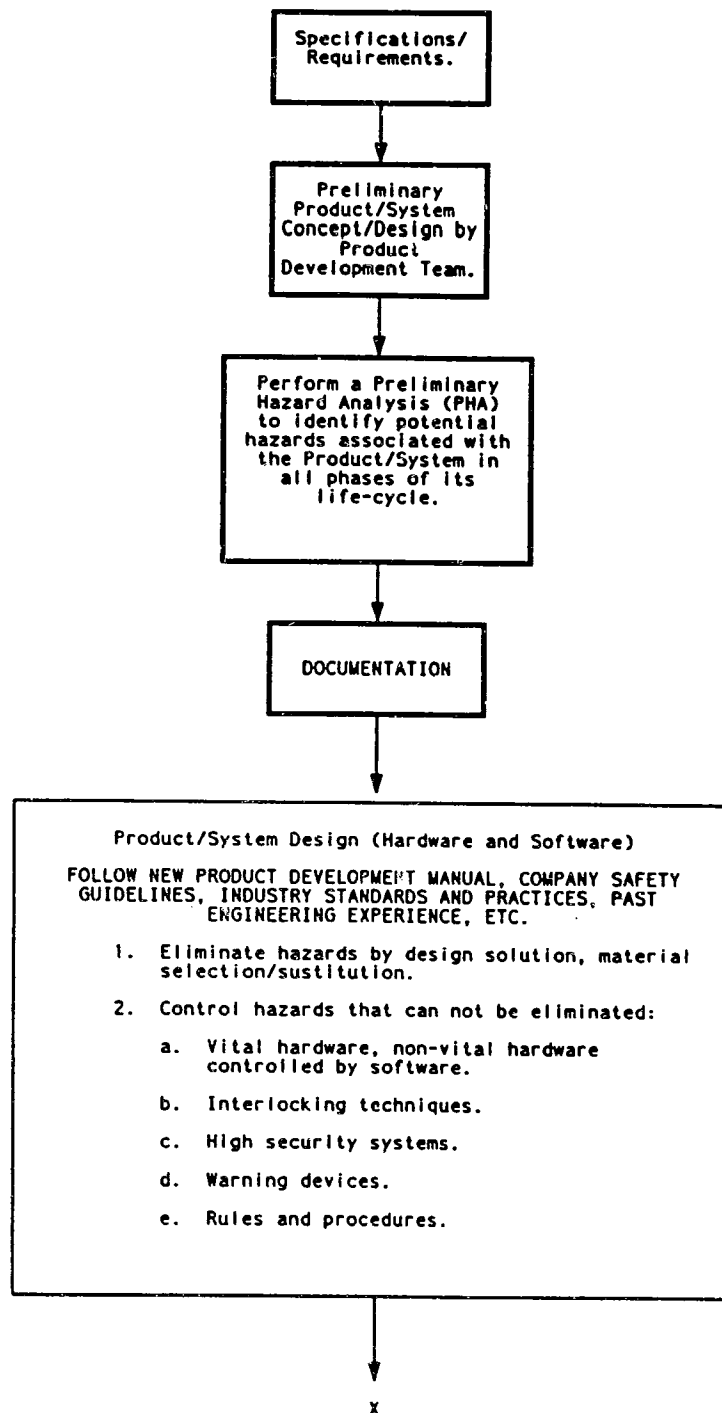 Specifications/
Requirements.
Preliminary
Product/System
Concept/Design by
Product
Development Team.
Perform a Preliminary
Hazard Analysis (PHA)
to identify potential
hazards associated with
the Product/System in
all phases of its
life-cycle.
DOCUMENTATION
Product/System Design (Hardware and Software)
FOLLOW NEW PRODUCT DEVELOPMENT MANUAL, COMPANY SAFETY
GUIDELINES, INDUSTRY STANDARDS AND PRACTICES, PAST
ENGINEERING EXPERIENCE, ETC.
1. Eliminate hazards by design solution, material
selection/sustitution.
2. Control hazards that can not be eliminated:
a. Vital hardware, non-vital hardware
controlled by software.
b. Interlocking techniques.
c. High security systems.
d. Warning devices.
e. Rules and procedures.
X